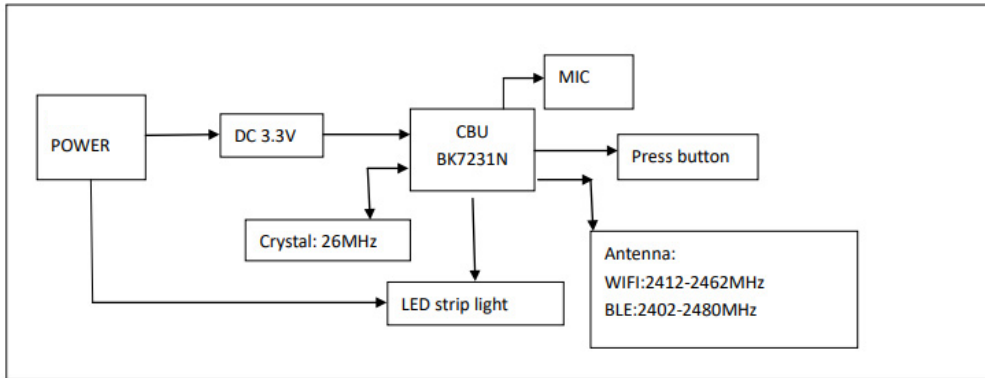 MIC
POWER
DC 3.3V
CBU
BK7231N
Press button
Crystal: 26MHz
Antenna:
WIFI:2412-2462MHz
BLE:2402-2480MHz
LED strip light